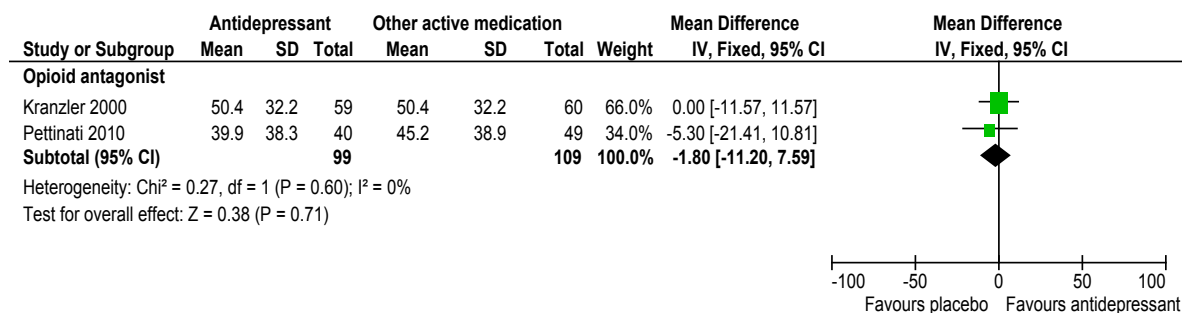 Antidepressant Other active medication Mean Difference Mean Difference
Study or Subgroup Mean SD Total Mean SD Total Weight IV, Fixed, 95% CI IV, Fixed, 95% CI
Opioid antagonist
Kranzler 2000 50.4 32.2 59 50.4 32.2 60 66.0% 0.00 [-11.57, 11.57]
Pettinati 2010 39.9 38.3 40 45.2 38.9 49 34.0% -5.30 [-21.41, 10.81]
Subtotal (95% CI) 99 109 100.0% -1.80 [-11.20, 7.59]
Heterogeneity: Chi² = 0.27, df = 1 (P = 0.60); I² = 0%
Test for overall effect: Z = 0.38 (P = 0.71)
-100 -50 0 50 100
Favours placebo Favours antidepressant